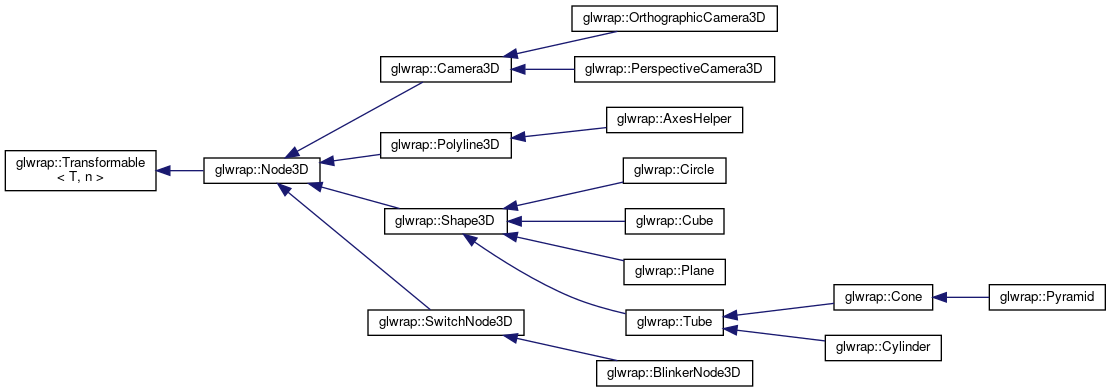 glwrap::OrthographicCamera3D
glwrap::Camera3D
glwrap::PerspectiveCamera3D
glwrap::AxesHelper
glwrap::Polyline3D
glwrap::Transformable
< T, n >
glwrap::Node3D
glwrap::Circle
glwrap::Shape3D
glwrap::Cube
glwrap::Plane
glwrap::Cone
glwrap::Pyramid
glwrap::SwitchNode3D
glwrap::Tube
glwrap::Cylinder
glwrap::BlinkerNode3D